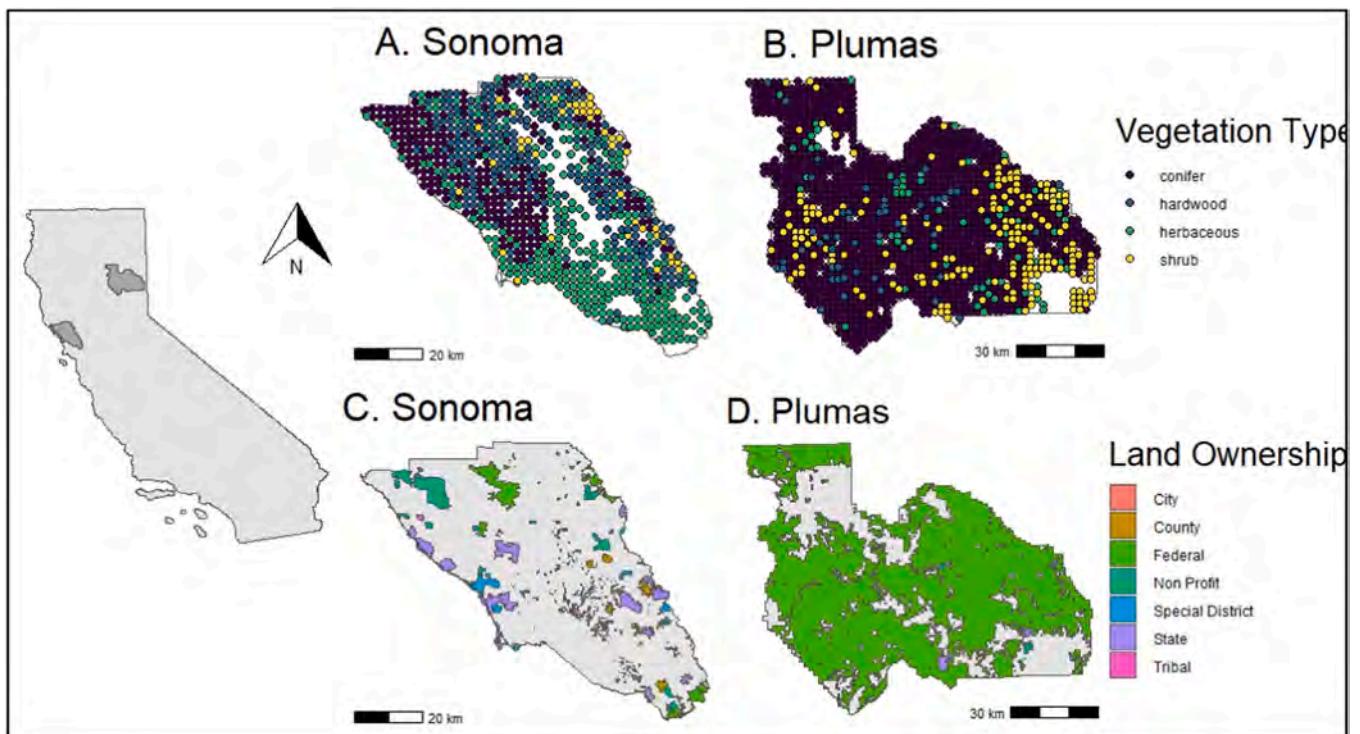 A. Sonoma
B. Plumas
Vegetation Type
conifer
hardwood
herbaceous
shrub
N
20 km
30 km
C. Sonoma
D. Plumas
Land Ownership
City
County
Federal
Non Profit
Special District
State
Tribal
20 km
30 km